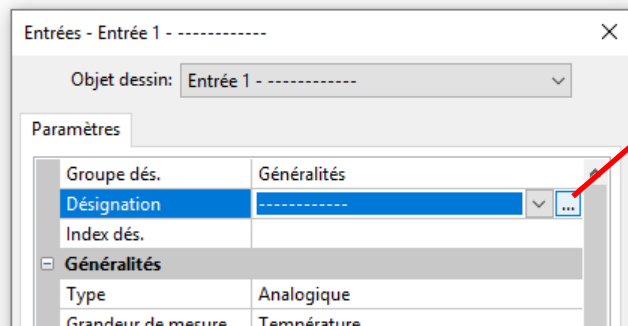 Entrées - Entrée 1 - ------------
Objet dessin: Entrée 1 - ------------
Paramètres
Groupe dés. Généralités
Désignation ------------ ...
Index dés.
Généralités
Type Analogique
Grandeur de mesure Température